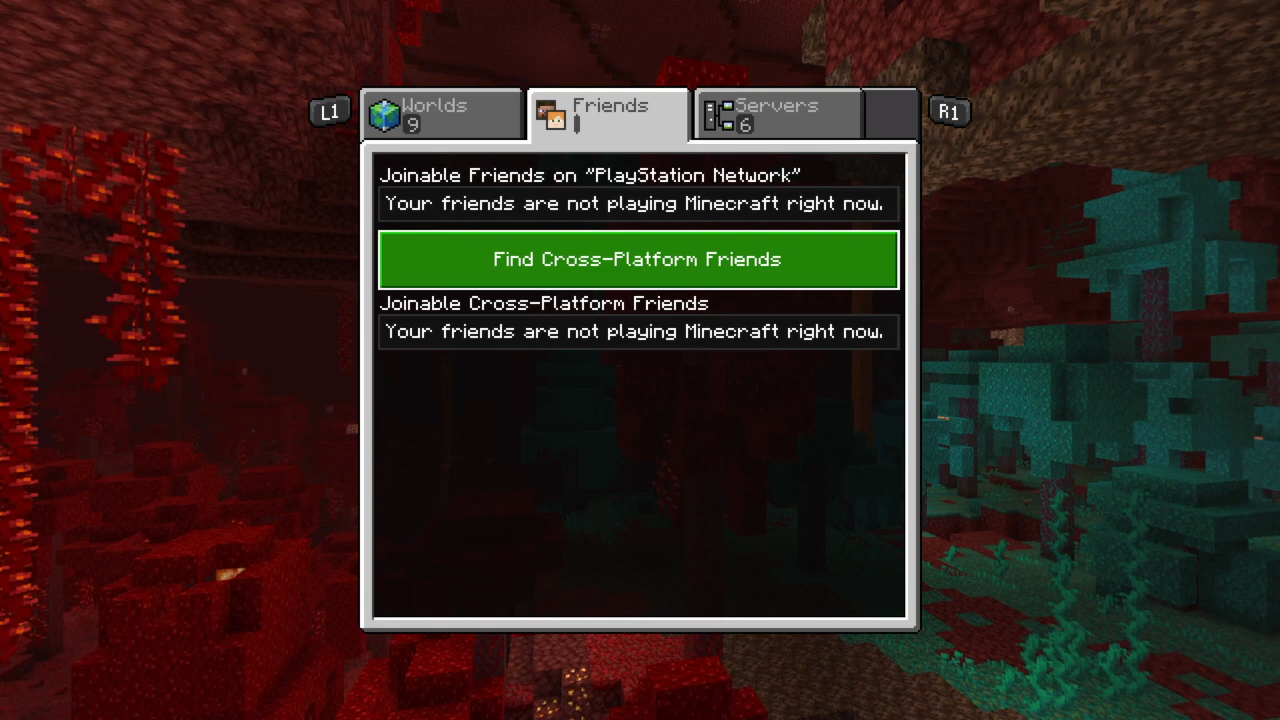 L1
Worlds
9
Friends
Servers
6
R1
Joinable Friends on "PlayStation Network"
Your friends are not playing Minecraft right now.
Find Cross-Platform Friends
Joinable Cross-Platform Friends
Your friends are not playing Minecraft right now.